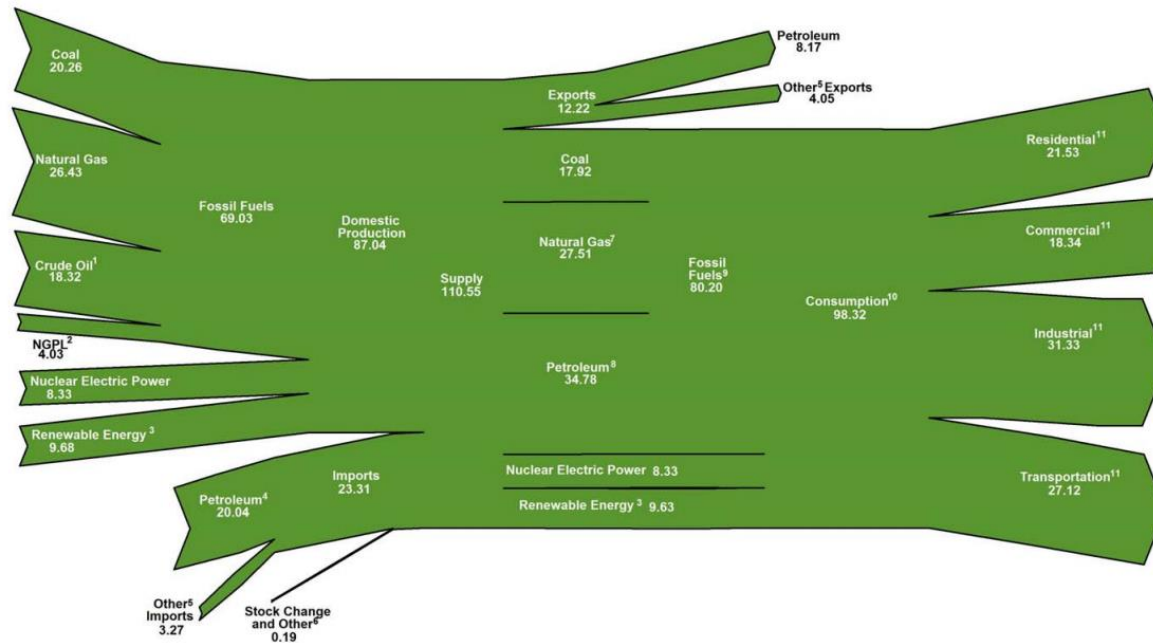 Coal
20.26
Natural Gas
26.43
Crude Oil¹
18.32
NGPL²
4.03
Nuclear Electric Power
8.33
Renewable Energy ³
9.68
Petroleum⁴
20.04
Other⁵
Imports
3.27
Stock Change
and Other⁶
0.19
Imports
23.31
Fossil Fuels
69.03
Domestic
Production
87.04
Supply
110.55
Exports
12.22
Petroleum
8.17
Other⁵ Exports
4.05
Coal
17.92
Natural Gas⁷
27.51
Petroleum⁸
34.78
Nuclear Electric Power 8.33
Renewable Energy ³ 9.63
Fossil
Fuels⁹
80.20
Consumption¹⁰
98.32
Residential¹¹
21.53
Commercial¹¹
18.34
Industrial¹¹
31.33
Transportation¹¹
27.12